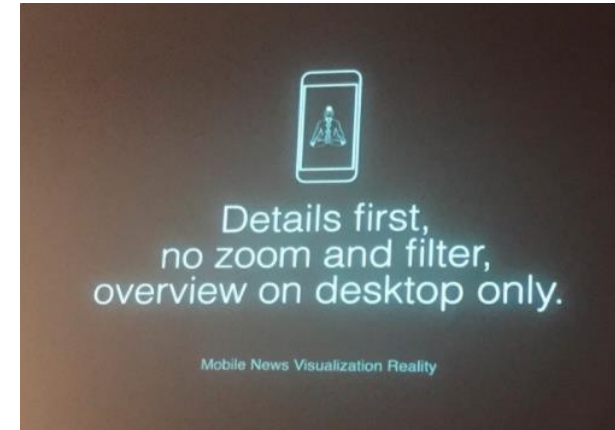 Details first,
no zoom and filter,
overview on desktop only.
Mobile News Visualization Reality